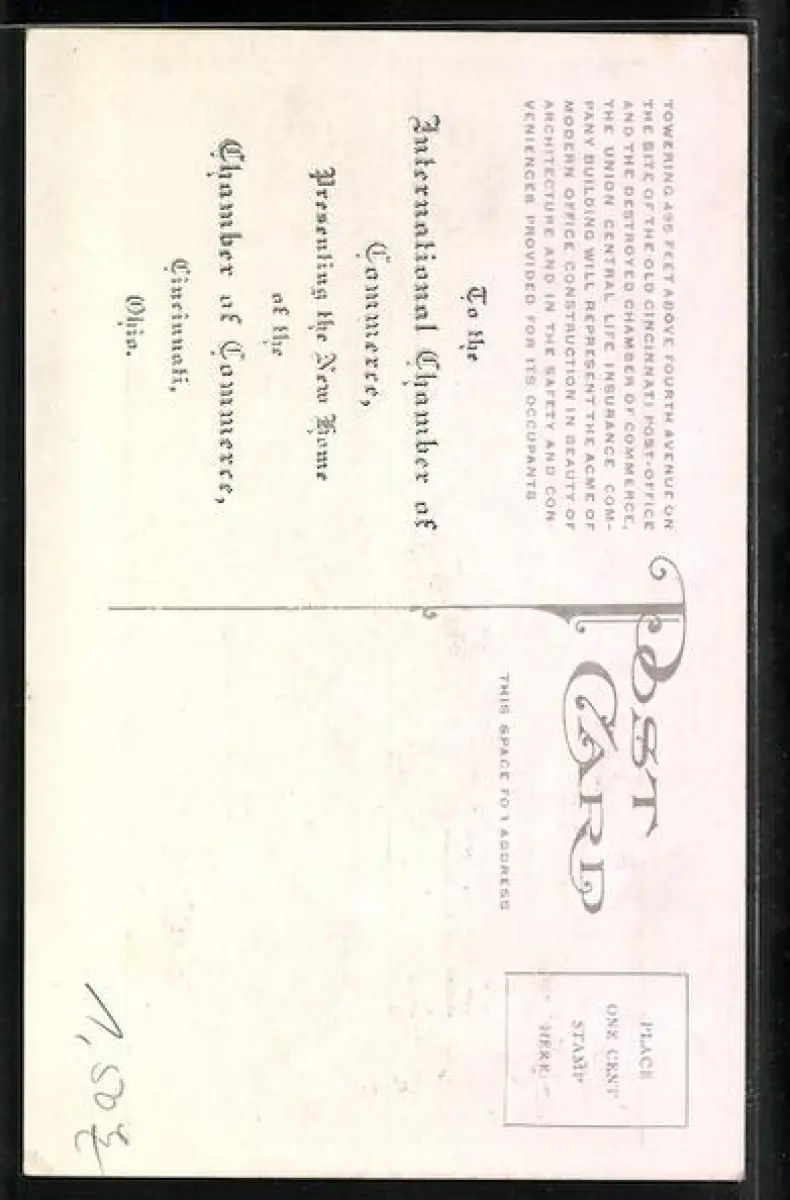 TOWERING 495 FEET ABOVE FOURTH AVENUE ON
THE SITE OF THE OLD CINCINNATI POST-OFFICE
AND THE DESTROYED CHAMBER OF COMMERCE,
THE UNION CENTRAL LIFE INSURANCE COM-
PANY BUILDING WILL REPRESENT THE ACME OF
MODERN OFFICE CONSTRUCTION IN BEAUTY OF
ARCHITECTURE AND IN THE SAFETY AND CON
VENIENCES PROVIDED FOR ITS OCCUPANTS
To the
International Chamber of
Commerce,
Presenting the New Home
of the
Chamber of Commerce,
Cincinnati,
Ohio.
POST
CARD
THIS SPACE FOR ADDRESS
PLACE
ONE CENT
STAMP
HERE
1,50